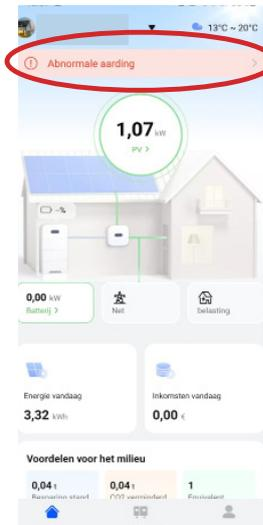 13°C ~ 20°C
Abnormale aarding
1,07 kW
PV >
-%
0,00 kW
Batterij >
Net
belasting
Energie vandaag
3,32 kWh
Inkomsten vandaag
0,00 €
Voordelen voor het milieu
0,04 t
0,04 t
1
Besparing stand
CO2 verminderd
Equivalent